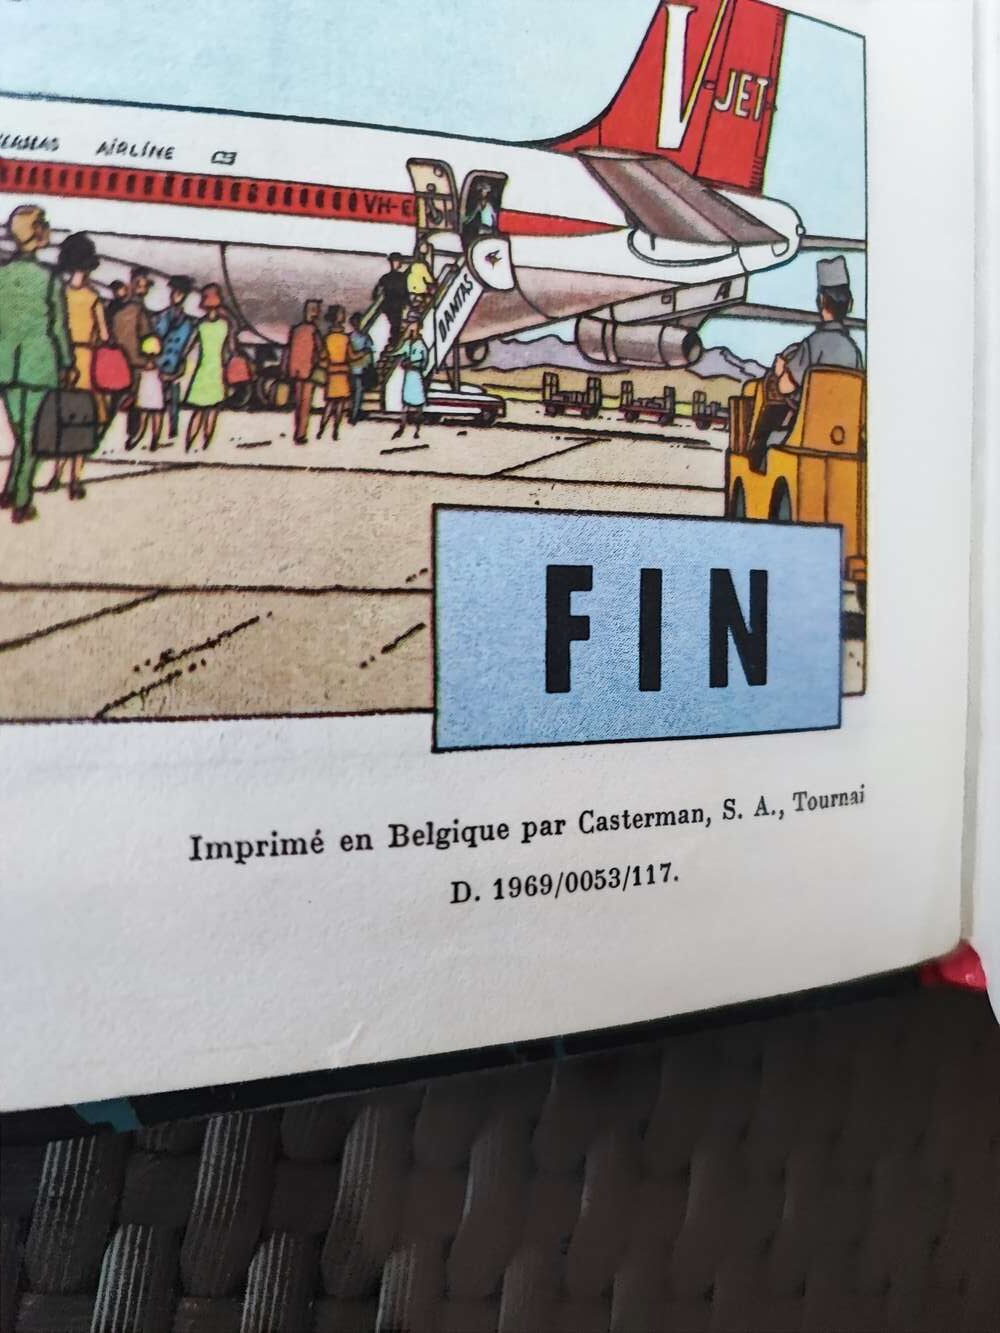 V-JET
AIRLINE
VH-E
QANTAS
FIN
Imprimé en Belgique par Casterman, S. A., Tournai
D. 1969/0053/117.